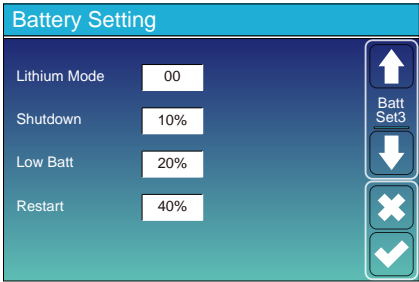 Battery Setting
Lithium Mode 00
Shutdown 10%
Low Batt 20%
Restart 40%
Batt
Set3